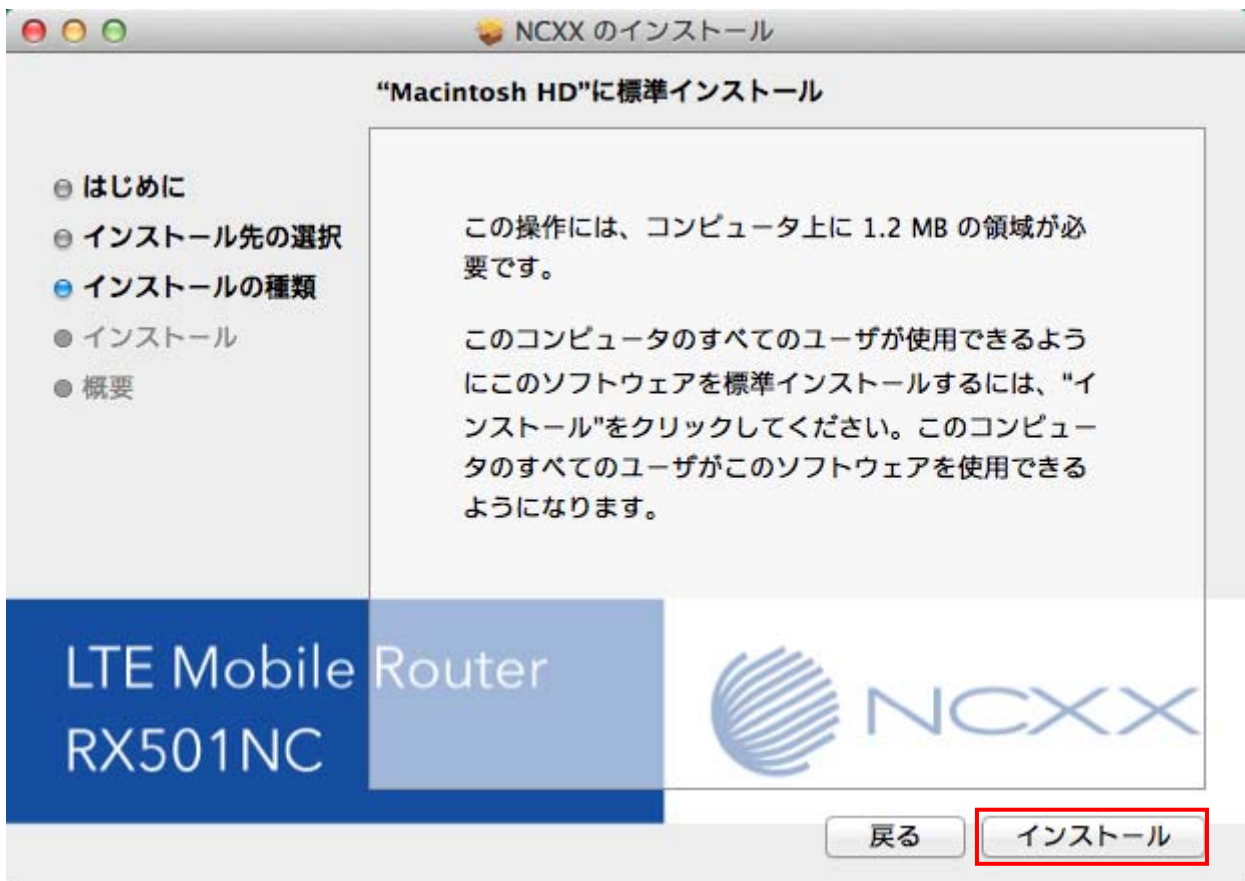 NCXX のインストール
“Macintosh HD"に標準インストール
はじめに
インストール先の選択
インストールの種類
インストール
概要
この操作には、コンピュータ上に 1.2 MB の領域が必
要です。
このコンピュータのすべてのユーザが使用できるよう
にこのソフトウェアを標準インストールするには、“イ
ンストール"をクリックしてください。このコンピュー
タのすべてのユーザがこのソフトウェアを使用できる
ようになります。
LTE Mobile Router
RX501NC
NCXX
戻る
インストール